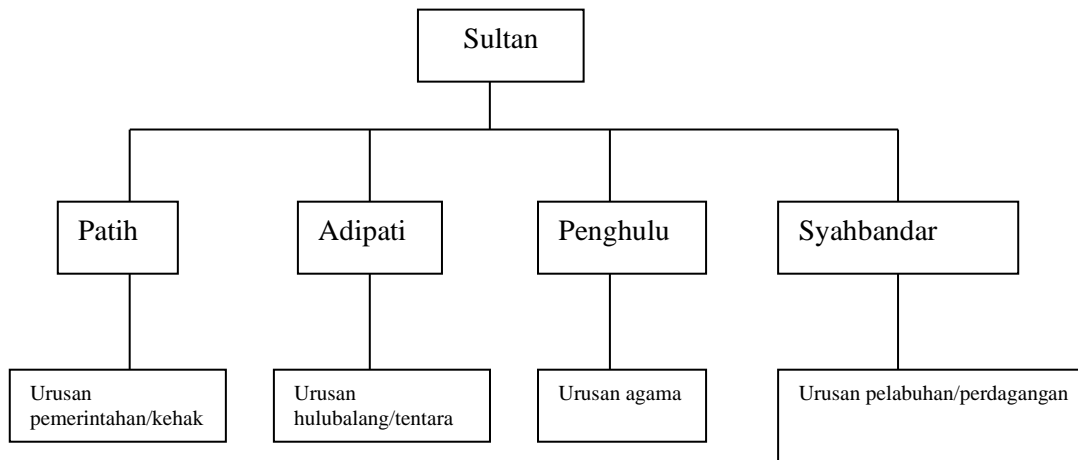 Sultan
Patih
Adipati
Penghulu
Syahbandar
Urusan
pemerintahan/kehak
Urusan
hulubalang/tentara
Urusan agama
Urusan pelabuhan/perdagangan